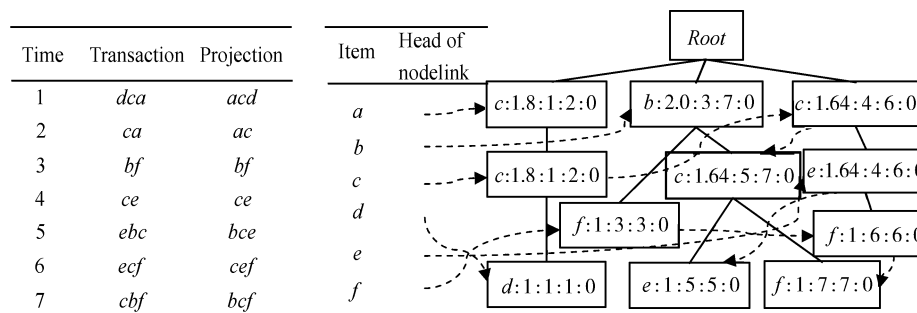 Time Transaction Projection
1 dca acd
2 ca ac
3 bf bf
4 ce ce
5 ebc bce
6 ecf cef
7 cbf bcf
Item Head of nodelink
a
b
c
d
e
f
Root
c:1.8:1:2:0 b:2.0:3:7:0 c:1.64:4:6:0
c:1.8:1:2:0 c:1.64:5:7:0 e:1.64:4:6:0
f:1:3:3:0 f:1:6:6:0
d:1:1:1:0 e:1:5:5:0 f:1:7:7:0